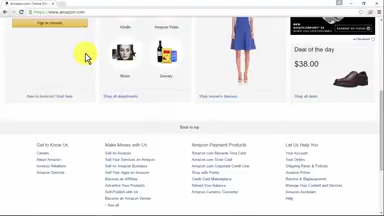 Amazon.com: Online Sh
https://www.amazon.com
Sign in securely
Kindle
Amazon Video
Music
Grocery
New to Amazon? Start here
Shop all departments
Shop women's dresses
Deal of the day
$38.00
Shop all deals
Back to top
Get to Know Us
Careers
About Amazon
Investor Relations
Amazon Devices
Make Money with Us
Sell on Amazon
Sell Your Services on Amazon
Sell on Amazon Business
Sell Your Apps on Amazon
Become an Affiliate
Advertise Your Products
Self-Publish with Us
Become an Amazon Vendor
› See all
Amazon Payment Products
Amazon.com Rewards Visa Card
Amazon.com Store Card
Amazon.com Corporate Credit Line
Shop with Points
Credit Card Marketplace
Reload Your Balance
Amazon Currency Converter
Let Us Help You
Your Account
Your Orders
Shipping Rates & Policies
Amazon Prime
Returns & Replacements
Manage Your Content and Devices
Amazon Assistant
Help